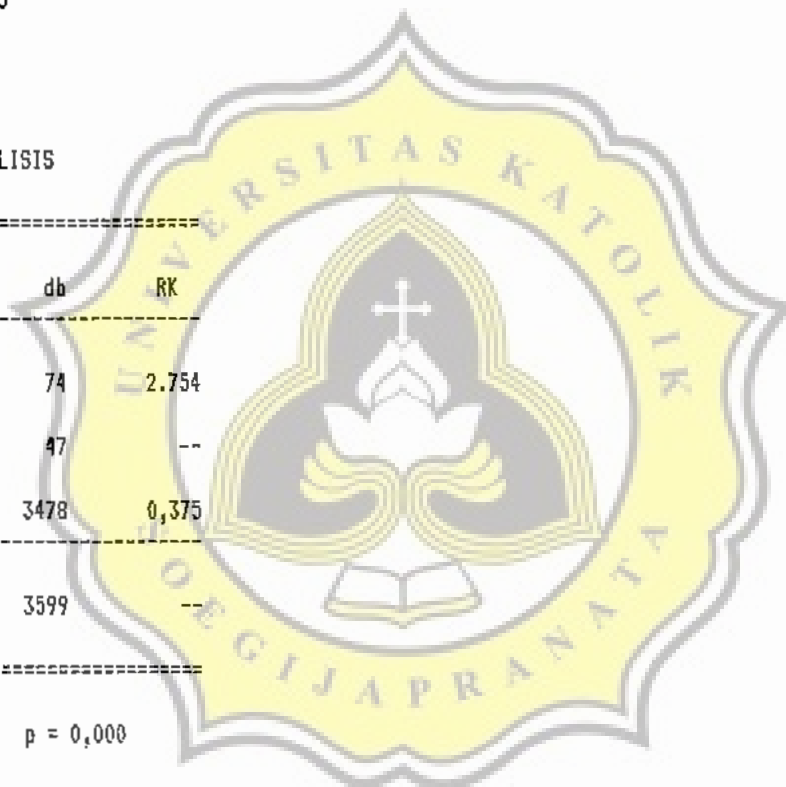 LISIS
==================
db RK
------------------
74 2.754
47 --
3478 0,375
------------------
3599 --
==================
p = 0,000
UNIVERSITAS KATOLIK
SOEGIJAPRANATA